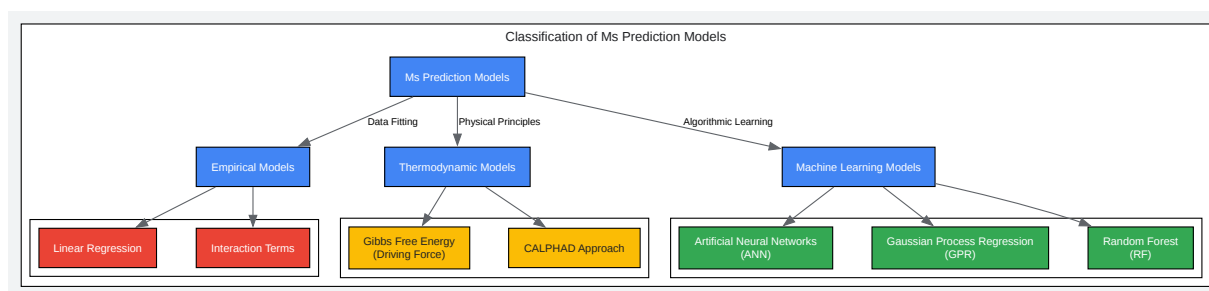 Classification of Ms Prediction Models
Ms Prediction Models
Data Fitting
Physical Principles
Algorithmic Learning
Empirical Models
Thermodynamic Models
Machine Learning Models
Linear Regression
Interaction Terms
Gibbs Free Energy
(Driving Force)
CALPHAD Approach
Artificial Neural Networks
(ANN)
Gaussian Process Regression
(GPR)
Random Forest
(RF)